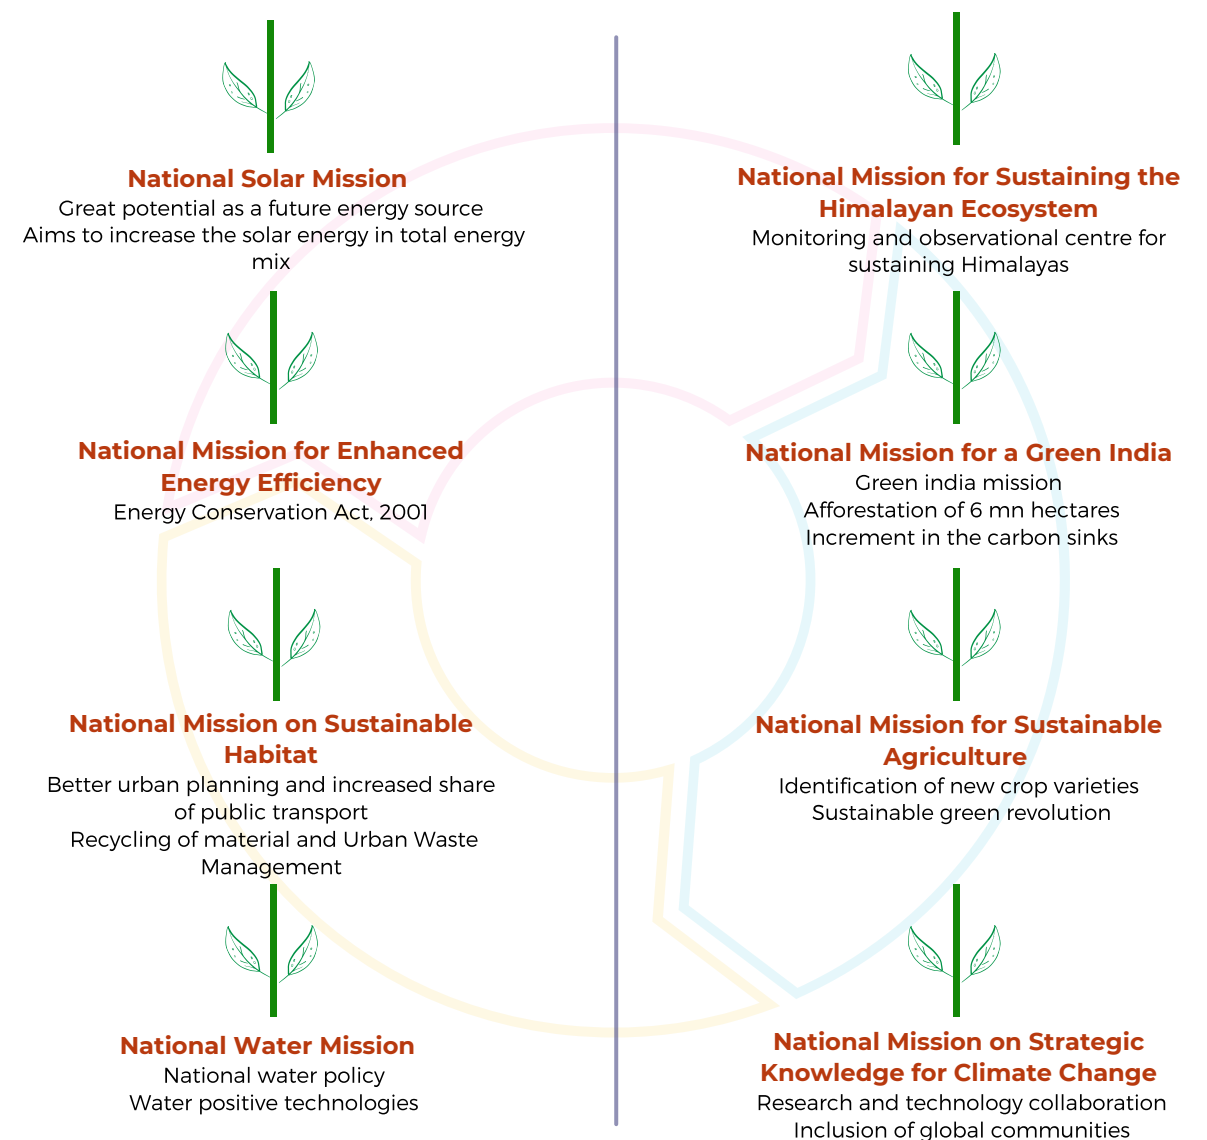 National Solar Mission
Great potential as a future energy source
Aims to increase the solar energy in total energy
mix
National Mission for Enhanced
Energy Efficiency
Energy Conservation Act, 2001
National Mission on Sustainable
Habitat
Better urban planning and increased share
of public transport
Recycling of material and Urban Waste
Management
National Water Mission
National water policy
Water positive technologies
National Mission for Sustaining the
Himalayan Ecosystem
Monitoring and observational centre for
sustaining Himalayas
National Mission for a Green India
Green india mission
Afforestation of 6 mn hectares
Increment in the carbon sinks
National Mission for Sustainable
Agriculture
Identification of new crop varieties
Sustainable green revolution
National Mission on Strategic
Knowledge for Climate Change
Research and technology collaboration
Inclusion of global communities